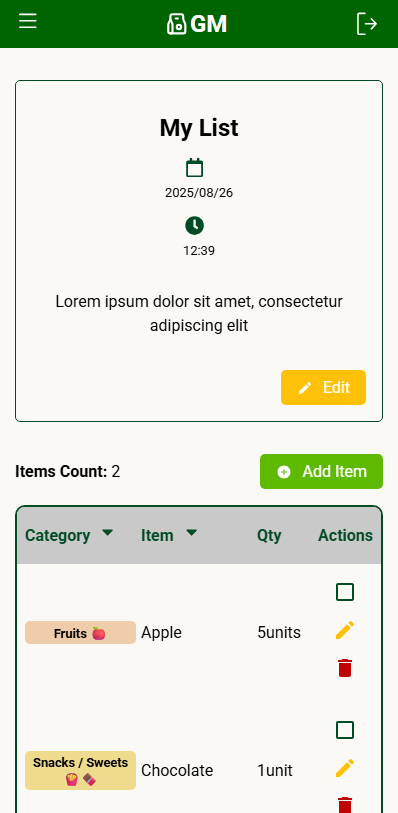 GM
My List
2025/08/26
12:39
Lorem ipsum dolor sit amet, consectetur
adipiscing elit
Edit
Items Count: 2
Add Item
Category Item Qty Actions
Fruits 🍎 Apple 5units
Snacks / Sweets
🍟 🍫 Chocolate 1unit